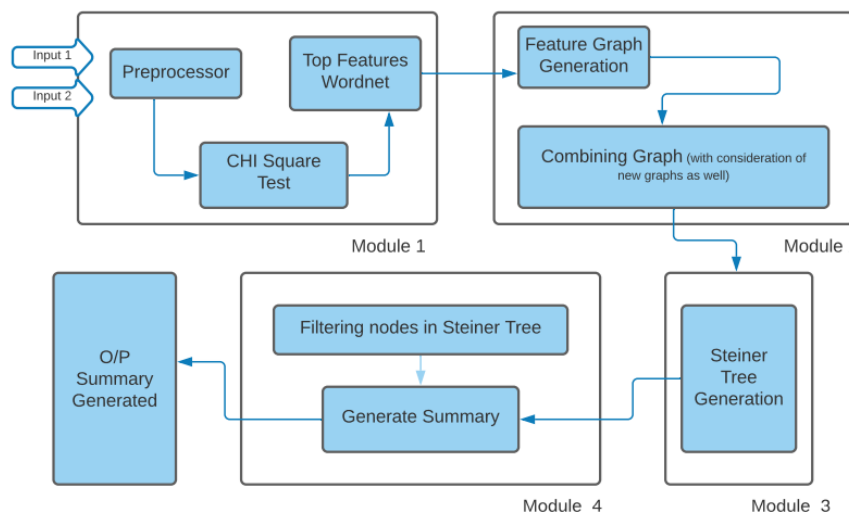 Input 1
Input 2
Preprocessor
Top Features
Wordnet
CHI Square
Test
Module 1
Feature Graph
Generation
Combining Graph (with consideration of
new graphs as well)
Module
O/P
Summary
Generated
Filtering nodes in Steiner Tree
Generate Summary
Module 4
Steiner
Tree
Generation
Module 3